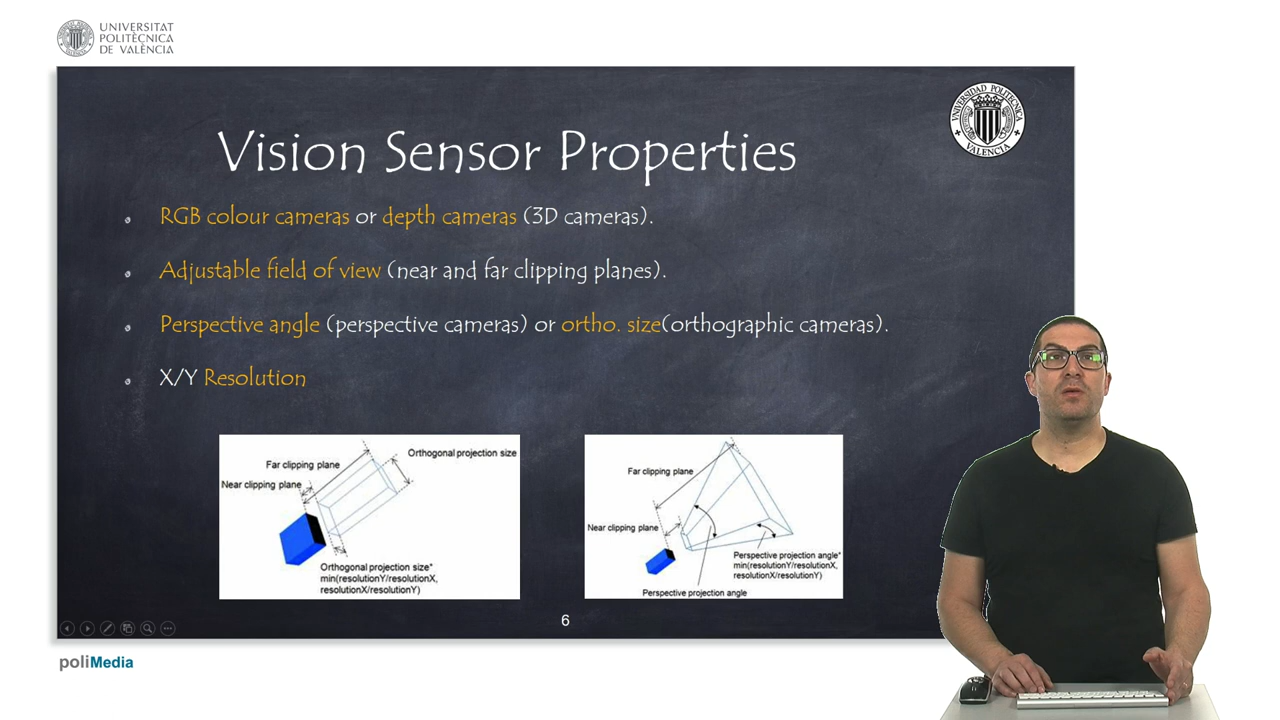 UNIVERSITAT
POLITÈCNICA
DE VALÈNCIA
UNIVERSIDAD POLITECNICA
VALENCIA
Vision Sensor Properties
RGB colour cameras or depth cameras (3D cameras).
Adjustable field of view (near and far clipping planes).
Perspective angle (perspective cameras) or ortho. size(orthographic cameras).
X/Y Resolution
Orthogonal projection size
Far clipping plane
Near clipping plane
Orthogonal projection size*
min(resolutionY/resolutionX,
resolutionX/resolutionY)
Far clipping plane
Near clipping plane
Perspective projection angle*
min(resolutionY/resolutionX,
resolutionX/resolutionY)
Perspective projection angle
6
poliMedia